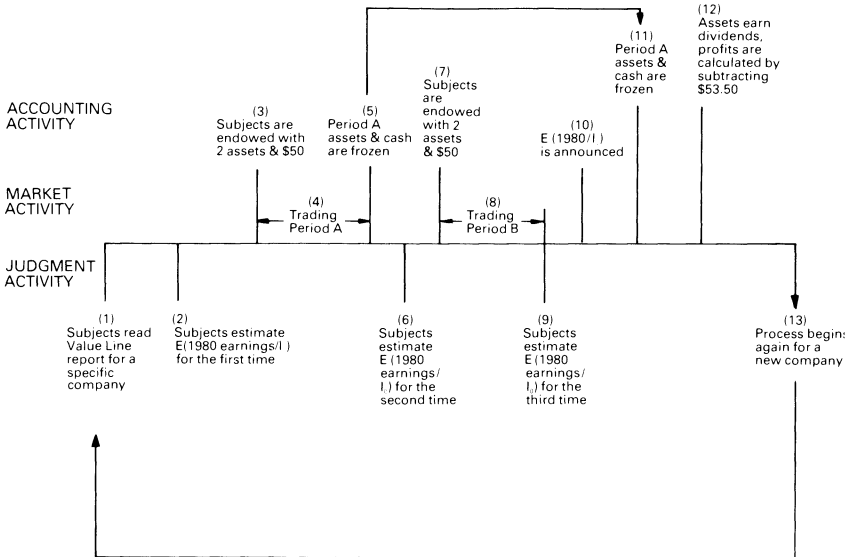 (12)
Assets earn
dividends,
profits are
calculated by
subtracting
$53.50
(11)
Period A
assets &
cash are
frozen
(7)
Subjects
are
endowed
with 2
assets
& $50
ACCOUNTING
ACTIVITY
(3)
Subjects are
endowed with
2 assets & $50
(5)
Period A
assets & cash
are frozen
(10)
E (1980/I )
is announced
MARKET
ACTIVITY
(4)
Trading
Period A
(8)
Trading
Period B
JUDGMENT
ACTIVITY
(1)
Subjects read
Value Line
report for a
specific
company
(2)
Subjects estimate
E(1980 earnings/I )
for the first time
(6)
Subjects
estimate
E (1980
earnings/
) for the
second time
(9)
Subjects
estimate
E (1980
earnings/
) for the
third time
(13)
Process begins
again for a
new company